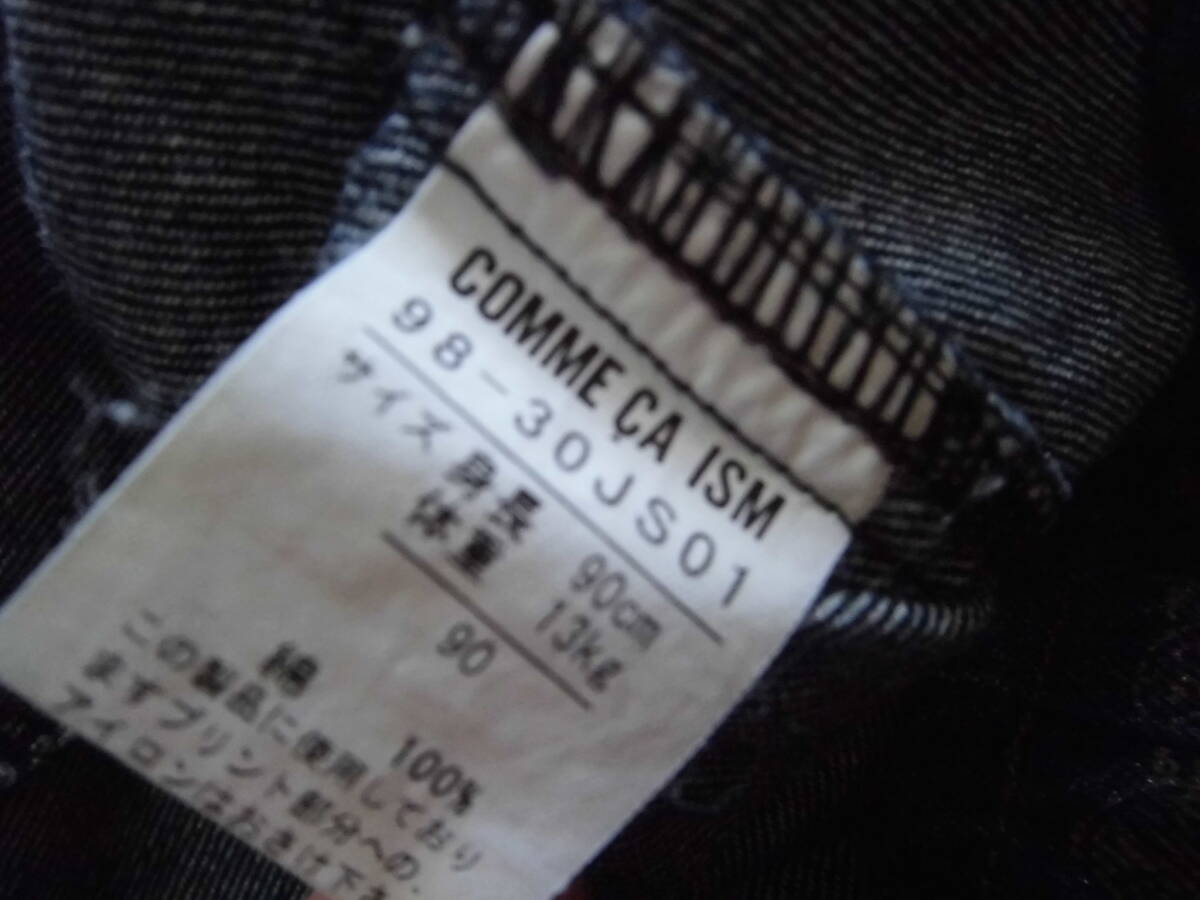 COMME ÇA ISM
98-30JS01
サイズ 身長 90cm
体重 13kg
90
綿 100%
この製品に使用しており
ますプリント部分への
アイロンはおさけ下さ